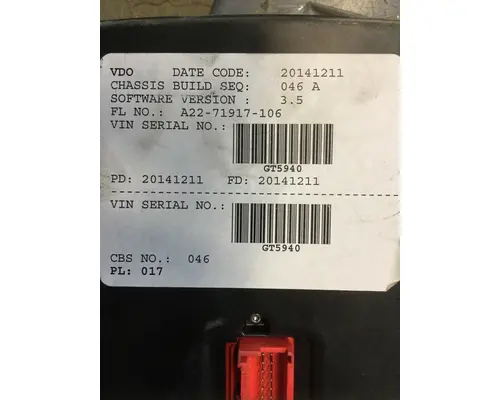 VDO DATE CODE: 20141211
CHASSIS BUILD SEQ: 046 A
SOFTWARE VERSION : 3.5
FL NO.: A22-71917-106
VIN SERIAL NO.:
GT5940
PD: 20141211 FD: 20141211
VIN SERIAL NO.:
GT5940
CBS NO.: 046
PL: 017